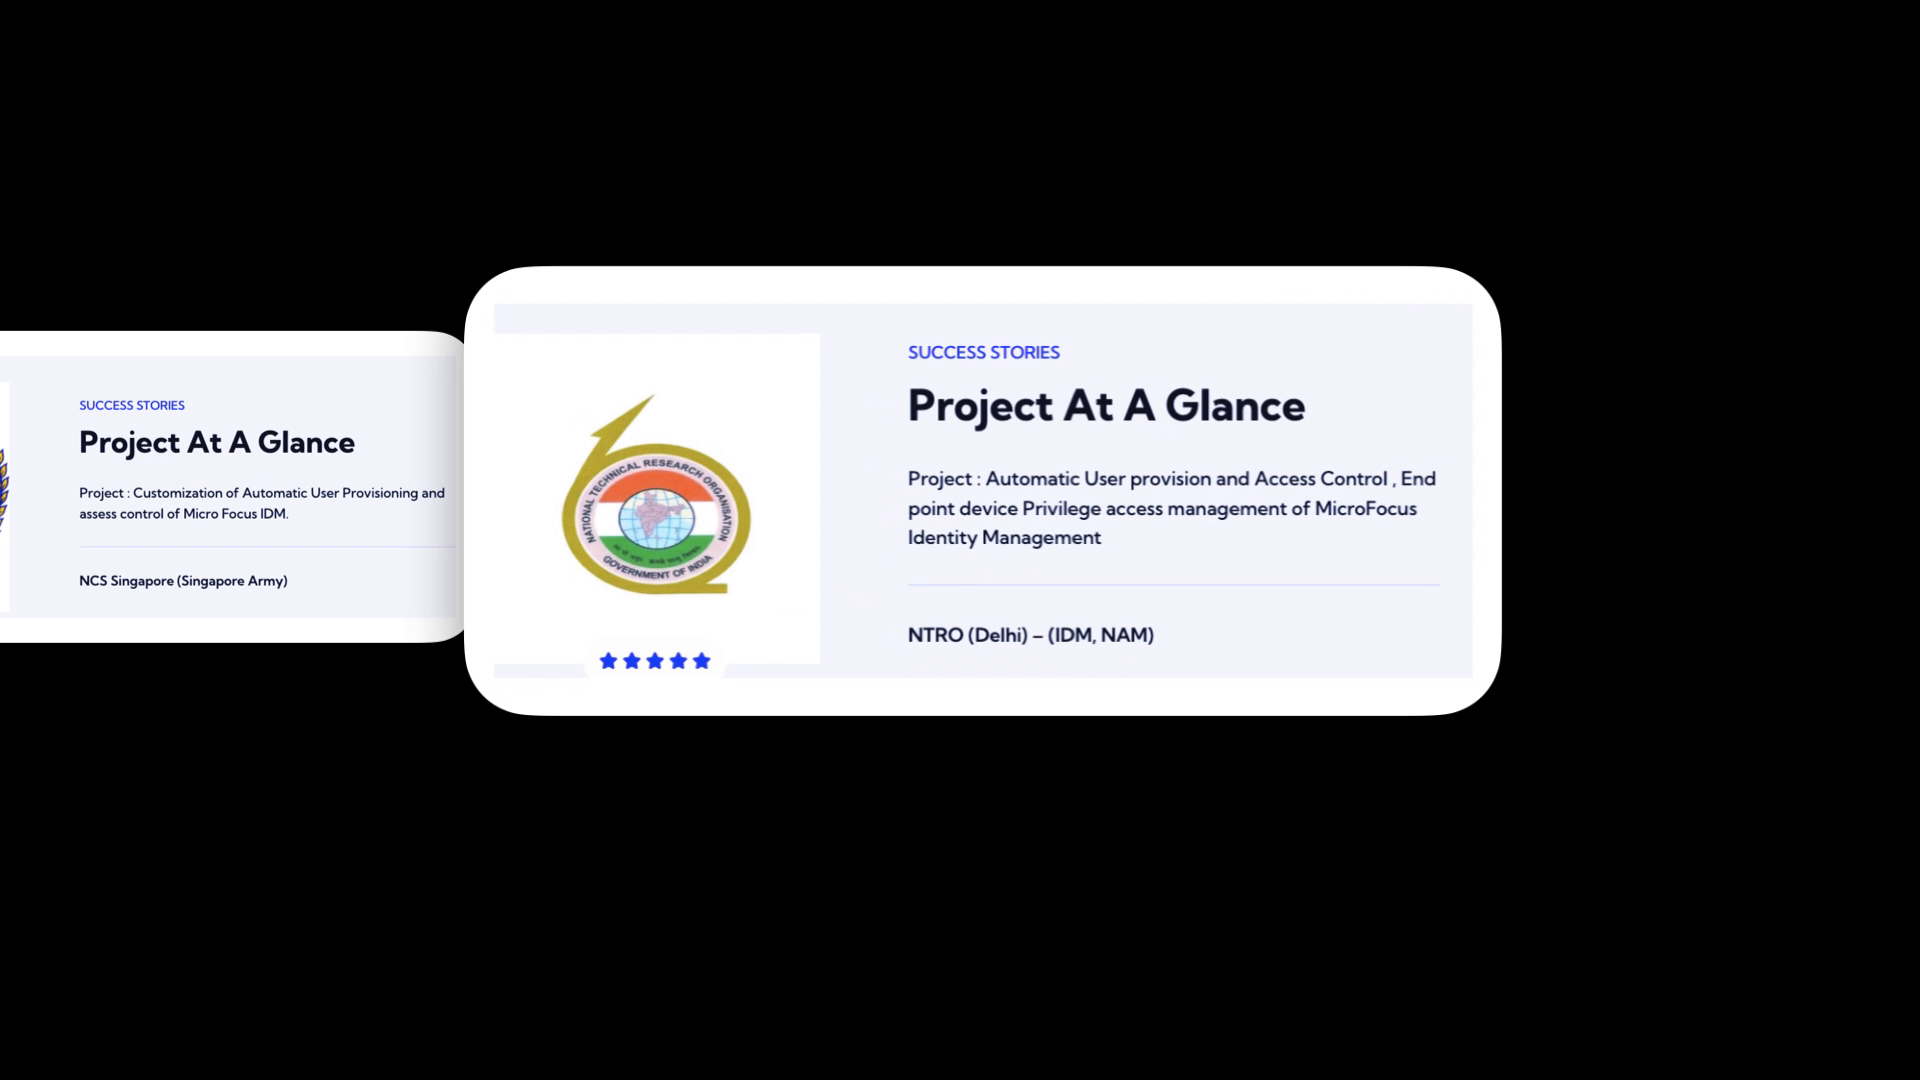 SUCCESS STORIES
Project At A Glance
Project : Customization of Automatic User Provisioning and
assess control of Micro Focus IDM.
NCS Singapore (Singapore Army)
SUCCESS STORIES
Project At A Glance
Project : Automatic User provision and Access Control , End
point device Privilege access management of MicroFocus
Identity Management
NTRO (Delhi) – (IDM, NAM)
NATIONAL TECHNICAL RESEARCH ORGANISATION
GOVERNMENT OF INDIA